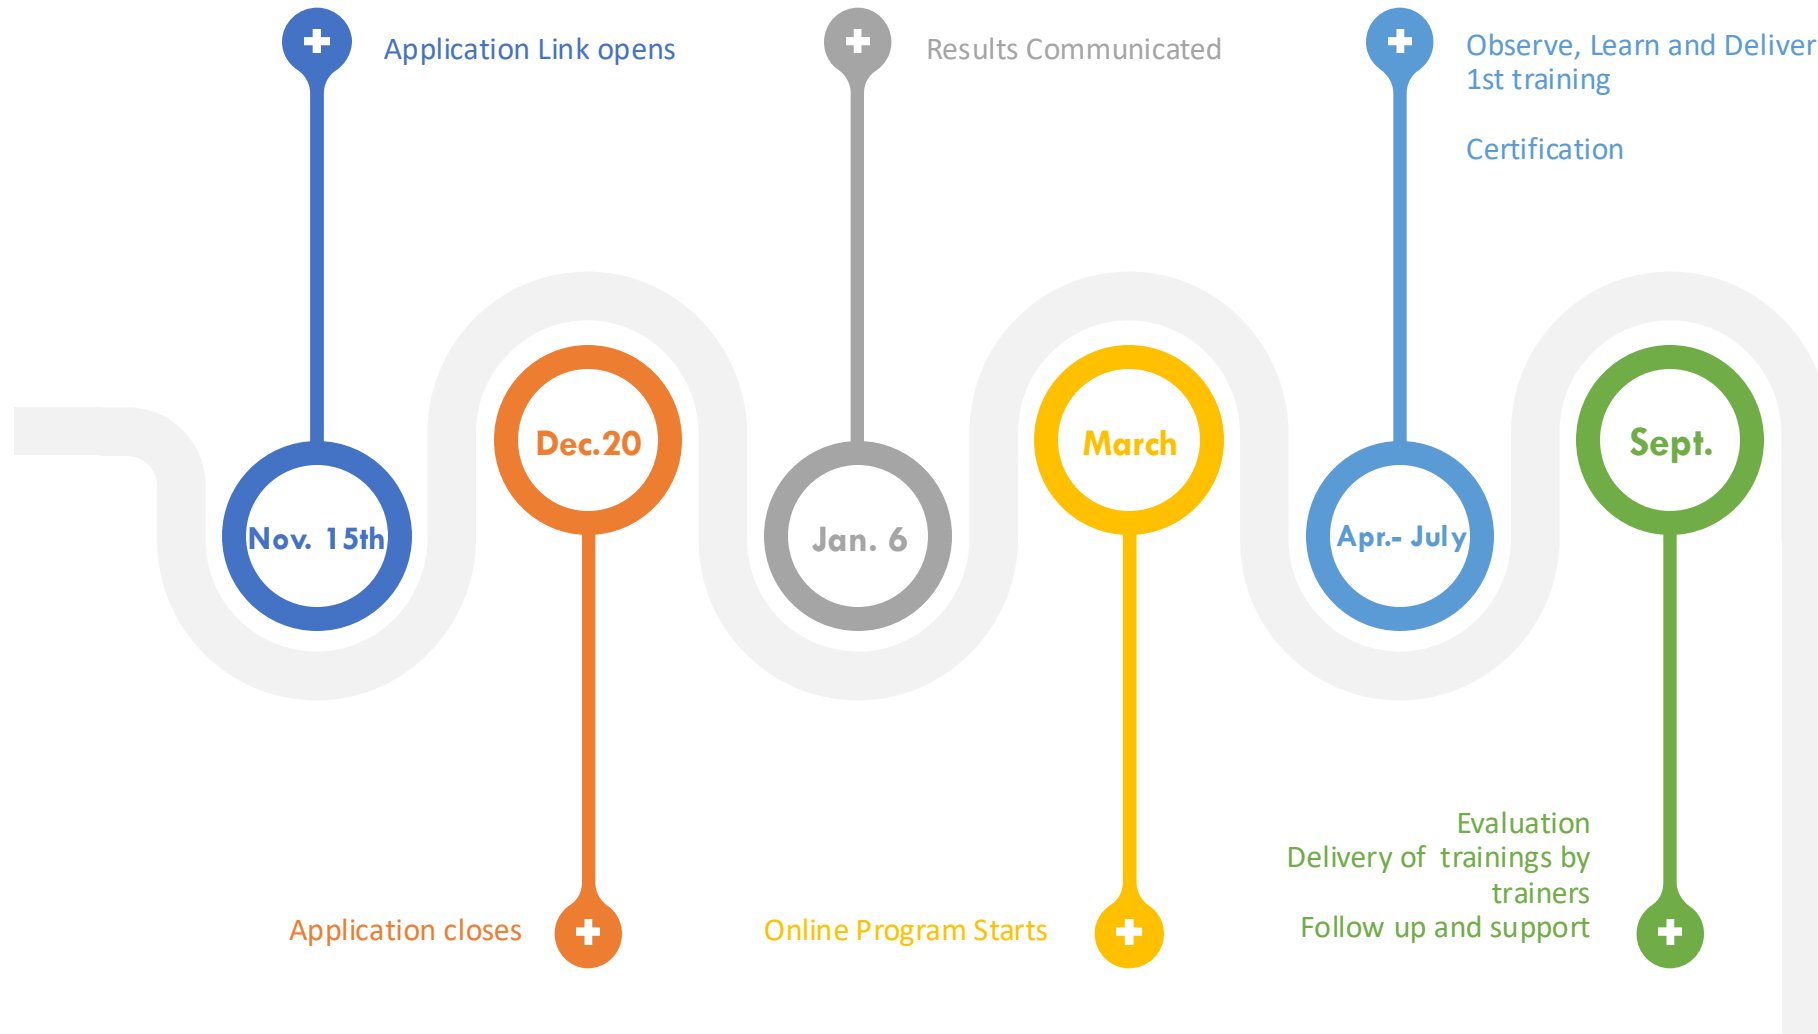 Application Link opens
Results Communicated
Observe, Learn and Deliver
1st training
Certification
Nov. 15th
Dec.20
Jan. 6
March
Apr.- July
Sept.
Application closes
Online Program Starts
Evaluation
Delivery of trainings by
trainers
Follow up and support